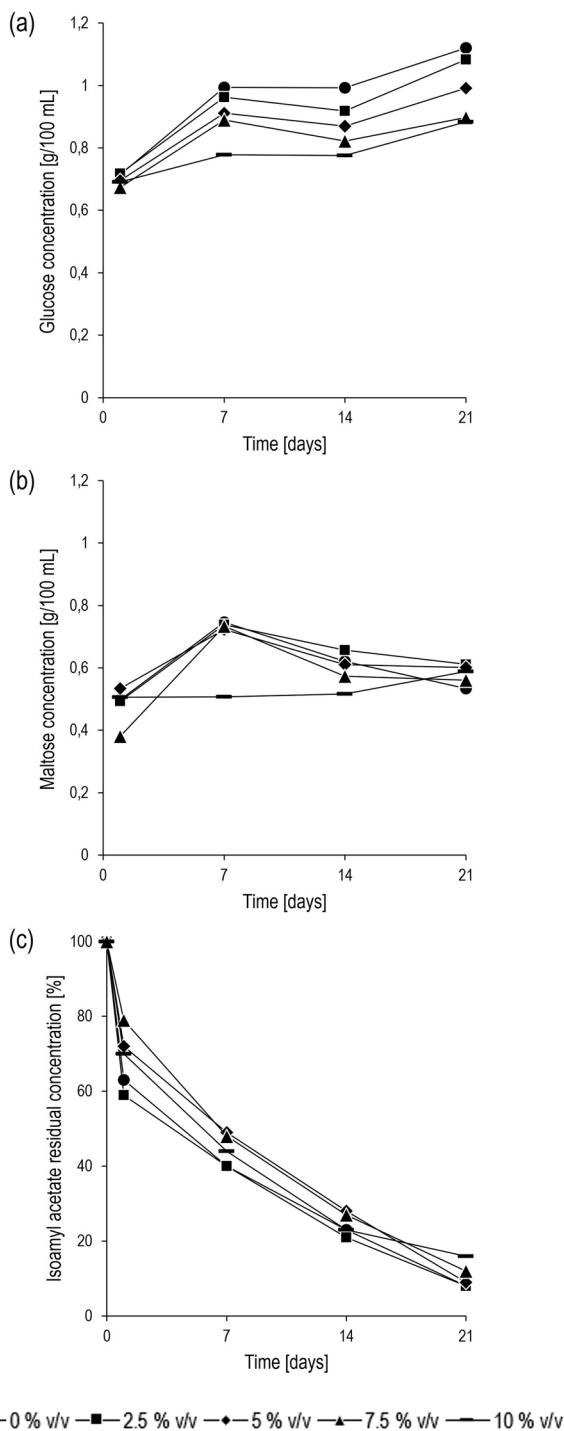 (a)
1,2
1
0,8
0,6
0,4
0,2
0
Glucose concentration [g/100 mL]
0 7 14 21
Time [days]
(b)
1,2
1
0,8
0,6
0,4
0,2
0
Maltose concentration [g/100 mL]
0 7 14 21
Time [days]
(c)
100
80
60
40
20
0
Isoamyl acetate residual concentration [%]
0 7 14 21
Time [days]
0 % v/v 2.5 % v/v 5 % v/v 7.5 % v/v 10 % v/v